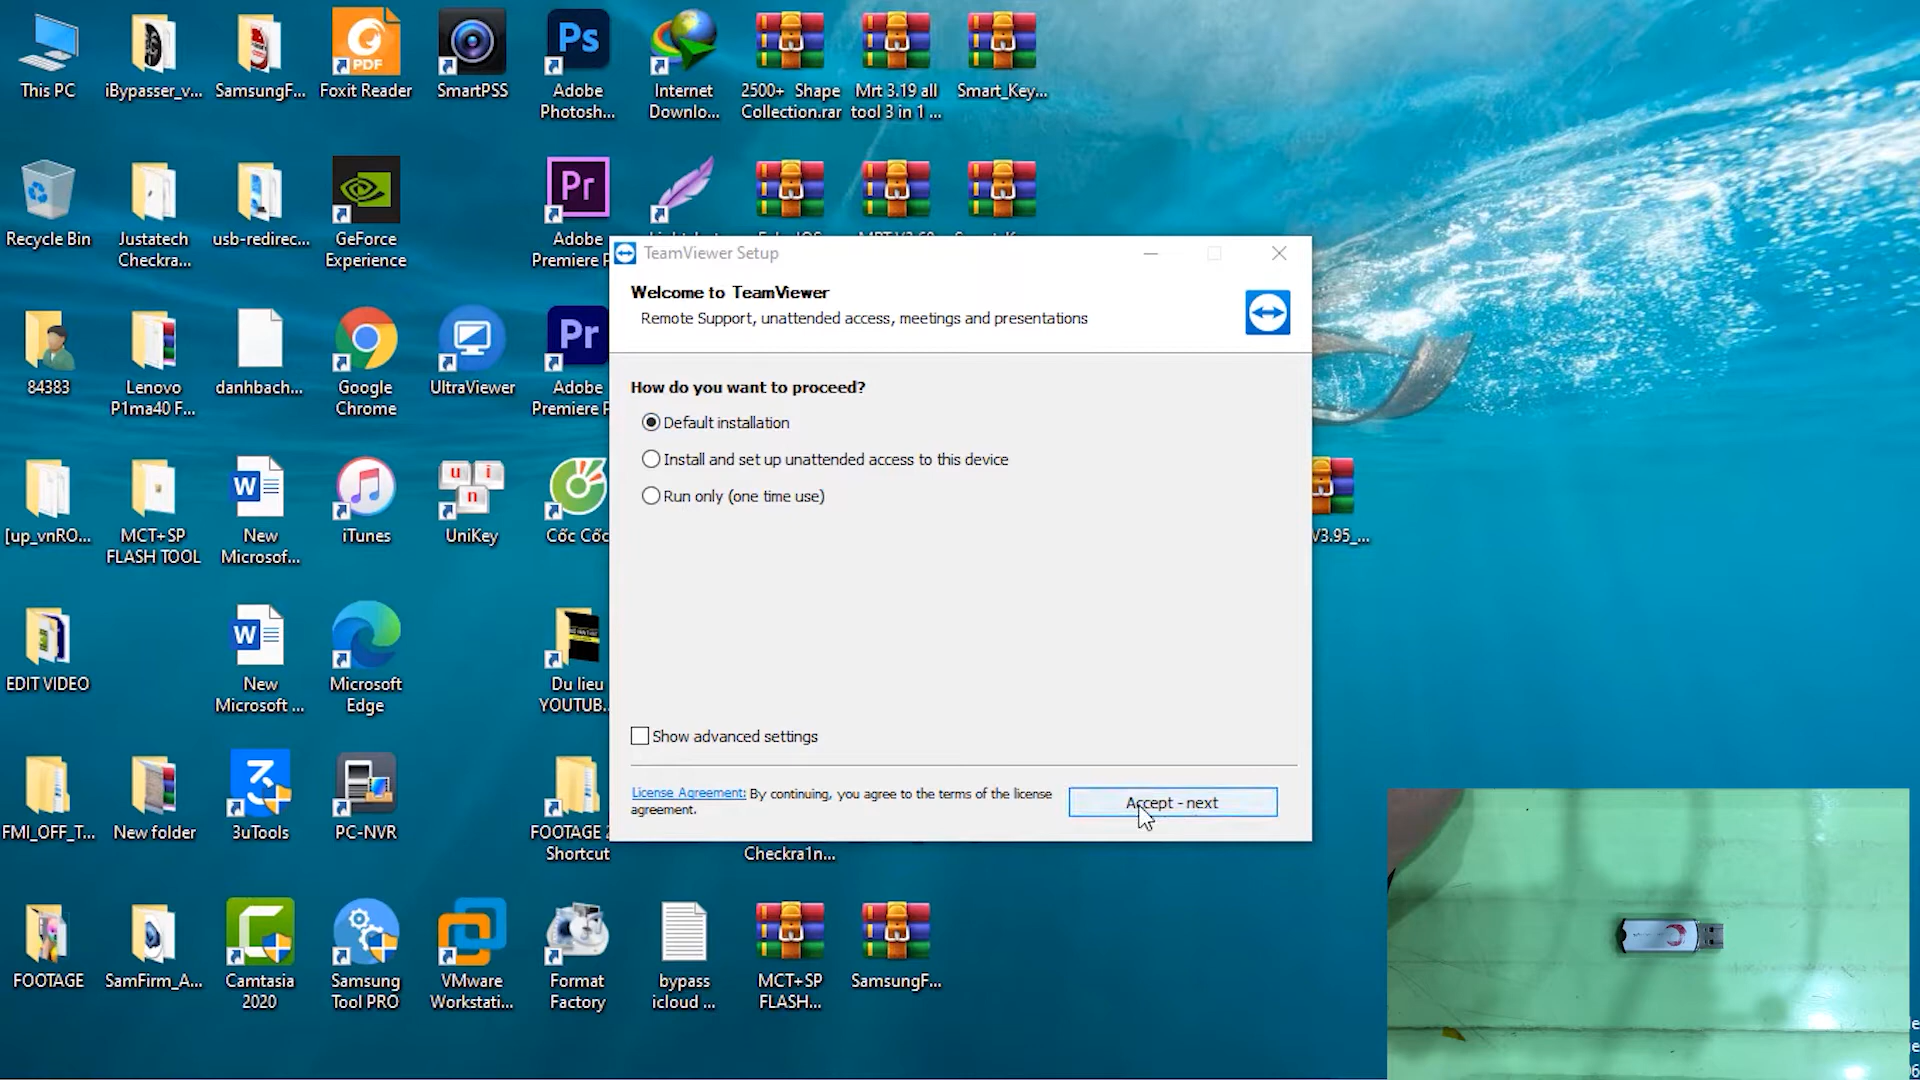 This PC
iBypasser_v...
SamsungF...
Foxit Reader
SmartPSS
Adobe
Photosh...
Internet
Downlo...
2500+ Shape
Collection.rar
Mrt 3.19 all
tool 3 in 1 ...
Smart_Key...
Recycle Bin
Justatech
Checkra...
usb-redirec...
GeForce
Experience
Adobe
Premiere P
84383
Lenovo
P1ma40 F...
danhbach...
Google
Chrome
UltraViewer
Adobe
Premiere P
[up_vnRO...
MCT+SP
FLASH TOOL
New
Microsof...
iTunes
UniKey
Cốc Cốc
V3.95_...
EDIT VIDEO
New
Microsoft ...
Microsoft
Edge
Du lieu
YOUTUB...
FMI_OFF_T...
New folder
3uTools
PC-NVR
FOOTAGE 2
Shortcut
Checkra1n...
FOOTAGE
SamFirm_A...
Camtasia
2020
Samsung
Tool PRO
VMware
Workstati...
Format
Factory
bypass
icloud ...
MCT+SP
FLASH...
SamsungF...
TeamViewer Setup
Welcome to TeamViewer
Remote Support, unattended access, meetings and presentations
How do you want to proceed?
Default installation
Install and set up unattended access to this device
Run only (one time use)
Show advanced settings
License Agreement: By continuing, you agree to the terms of the license
agreement.
Accept - next